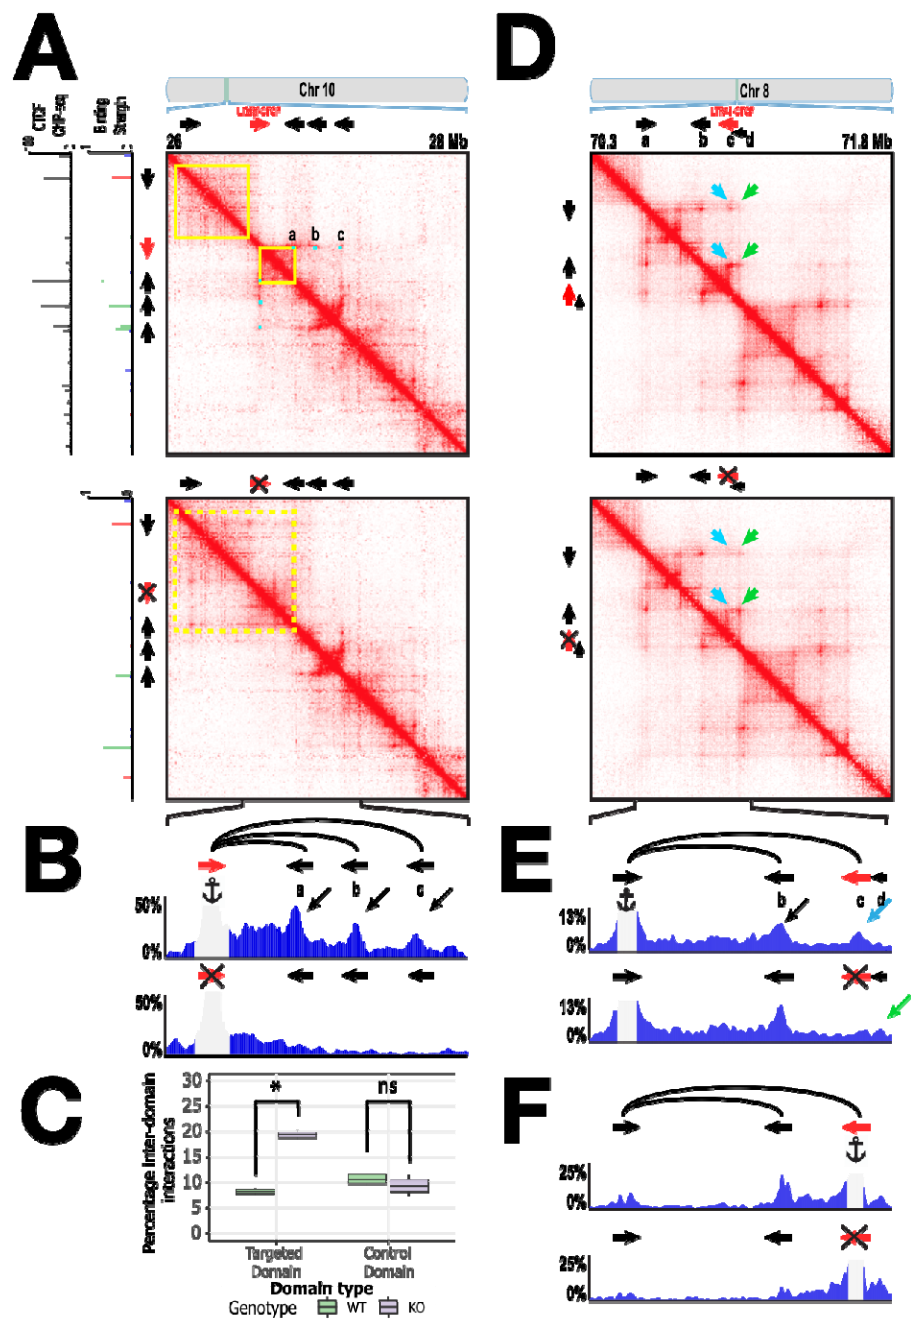 A
D
Chr 10
Chr 8
CTCF
ChIP-seq
Binding
Strength
26
28 Mb
70.3
a
b
c
d
71.8 Mb
a
b
c
B
a
b
c
50%
0%
50%
0%
E
b
c
d
13%
0%
13%
0%
C
Percentage inter-domain
interactions
30
25
20
15
10
5
0
*
ns
Targeted
Domain
Control
Domain
Domain type
Genotype
WT
KO
F
25%
0%
25%
0%